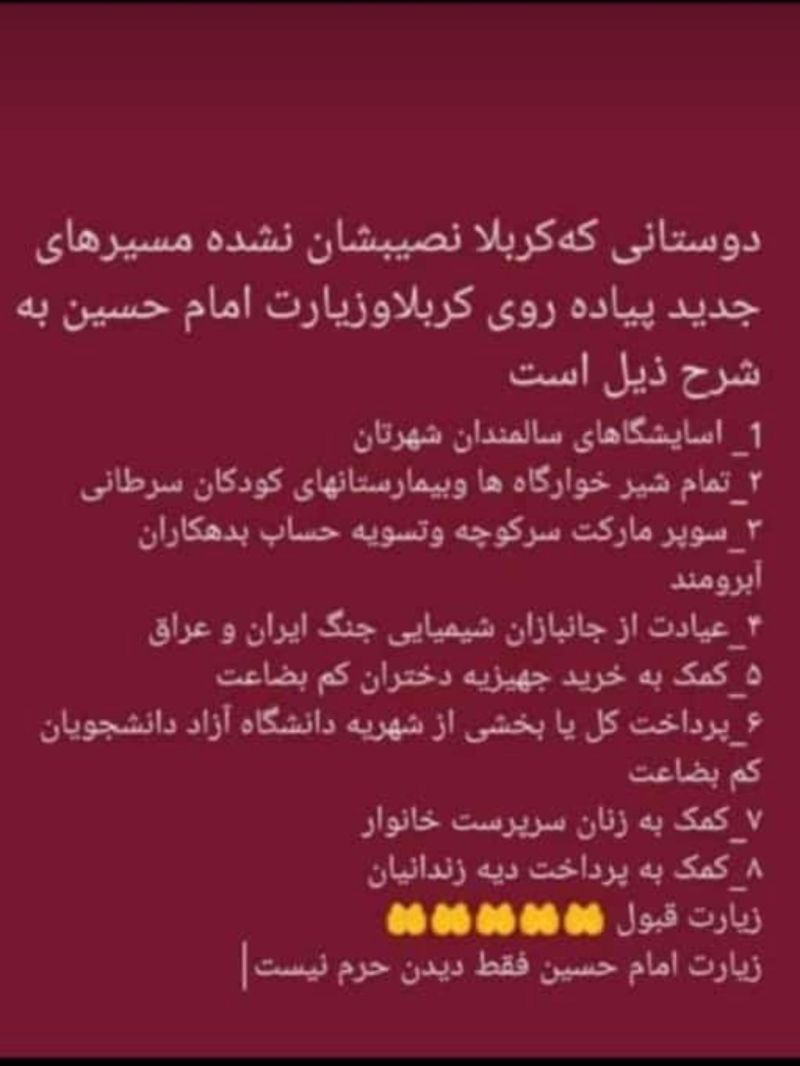 دوستانی که‌کربلا نصیبشان نشده مسیرهای
جدید پیاده روی کربلاوزیارت امام حسین به
شرح ذیل است
1_ اسایشگاهای سالمندان شهرتان
۲_تمام شیر خوارگاه ها وبیمارستانهای کودکان سرطانی
۳_سوپر مارکت سرکوچه وتسویه حساب بدهکاران
آبرومند
۴_عیادت از جانبازان شیمیایی جنگ ایران و عراق
۵_کمک به خرید جهیزیه دختران کم بضاعت
۶_پرداخت کل یا بخشی از شهریه دانشگاه آزاد دانشجویان
کم بضاعت
۷_کمک به زنان سرپرست خانوار
۸_کمک به پرداخت دیه زندانیان
زیارت قبول 🤲🤲🤲🤲🤲
زیارت امام حسین فقط دیدن حرم نیست